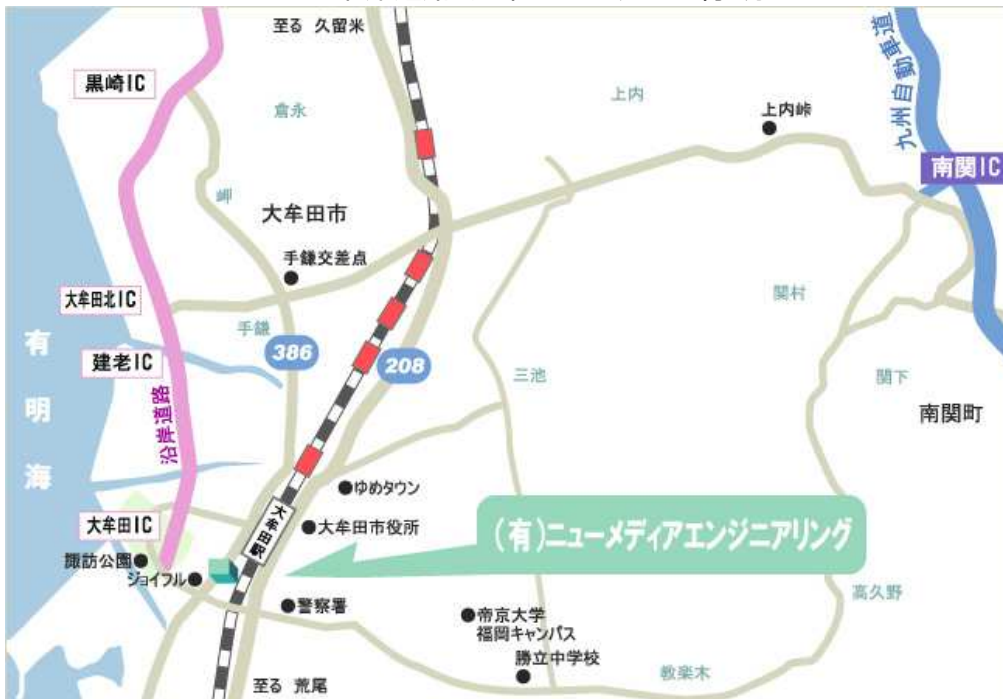 至る 久留米
九州自動車道
黒崎IC
倉永
上内
上内峠
南関IC
岬
大牟田市
手鎌交差点
大牟田北IC
関村
手鎌
有明海
建老IC
386
208
三池
関下
沿岸道路
南関町
ゆめタウン
大牟田駅
大牟田IC
大牟田市役所
(有)ニューメディアエンジニアリング
諏訪公園
ジョイフル
警察署
帝京大学
福岡キャンパス
高久野
勝立中学校
教楽木
至る 荒尾